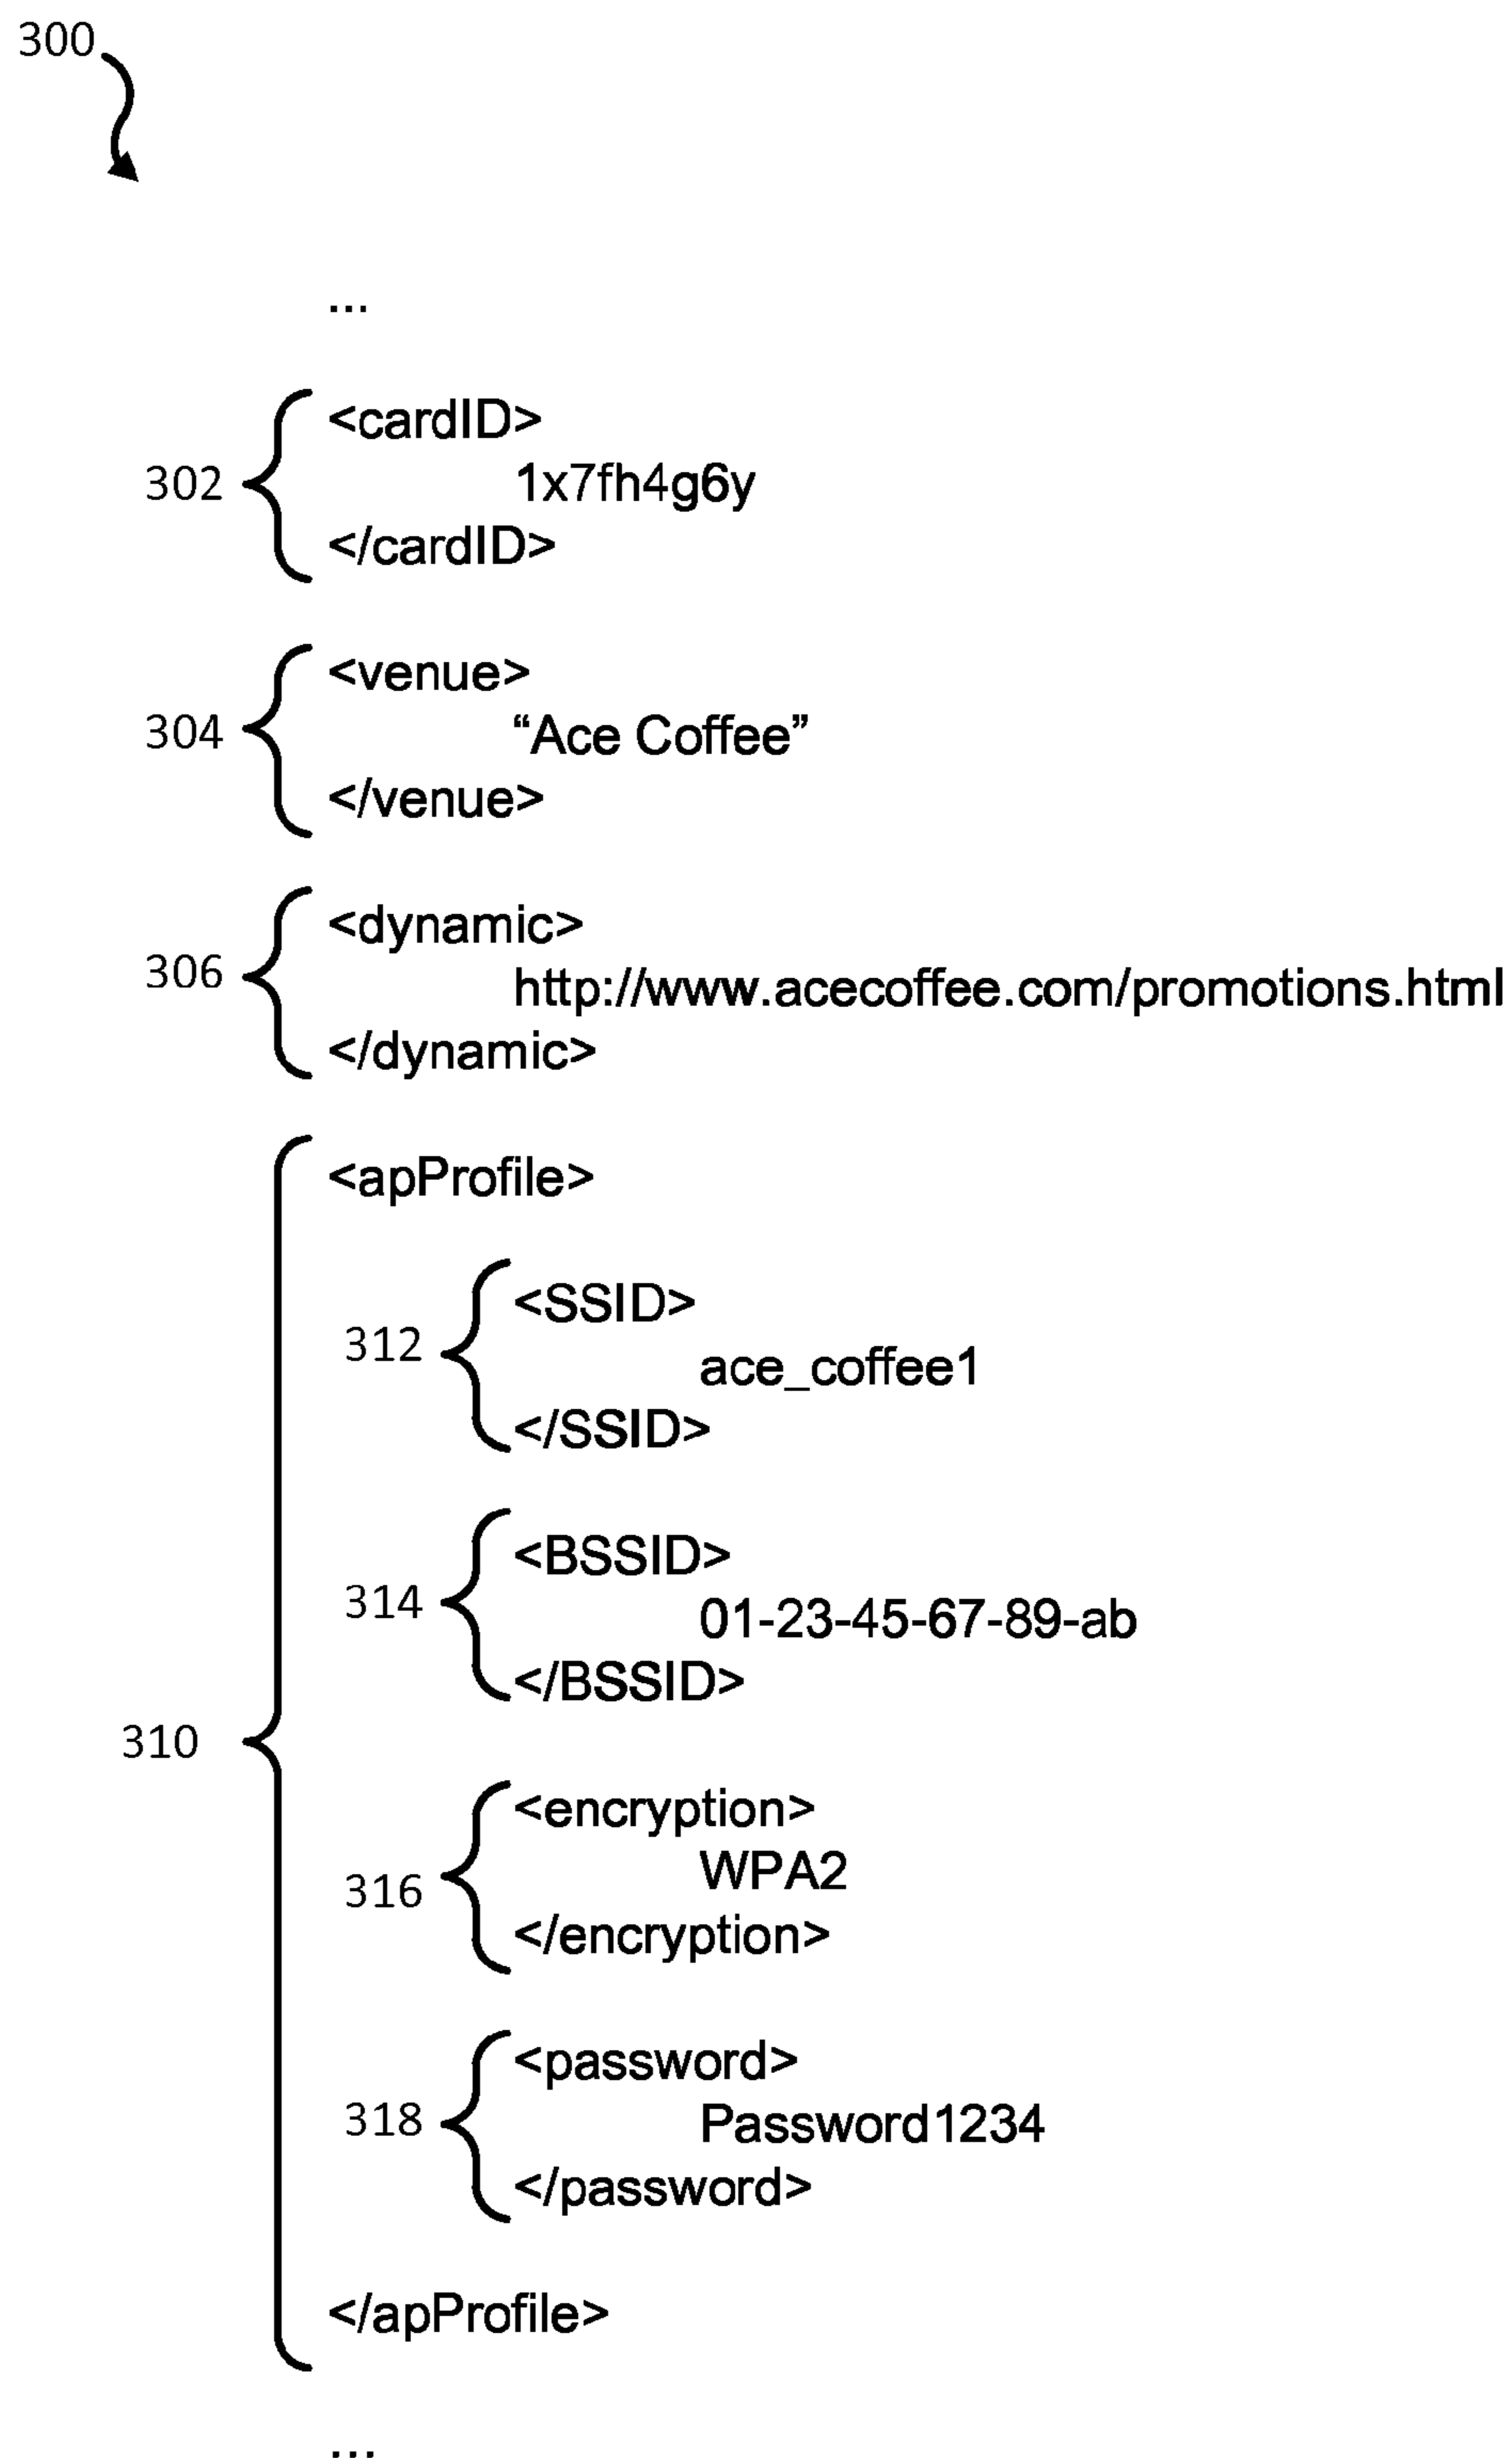 300
...
<cardID>
302
1x7fh4g6y
</cardID>
<venue>
304
“Ace Coffee”
</venue>
<dynamic>
306
http://www.acecoffee.com/promotions.html
</dynamic>
<apProfile>
<SSID>
312
ace_coffee1
</SSID>
<BSSID>
314
01-23-45-67-89-ab
</BSSID>
310
<encryption>
WPA2
316
</encryption>
<password>
318
Password1234
</password>
</apProfile>
...